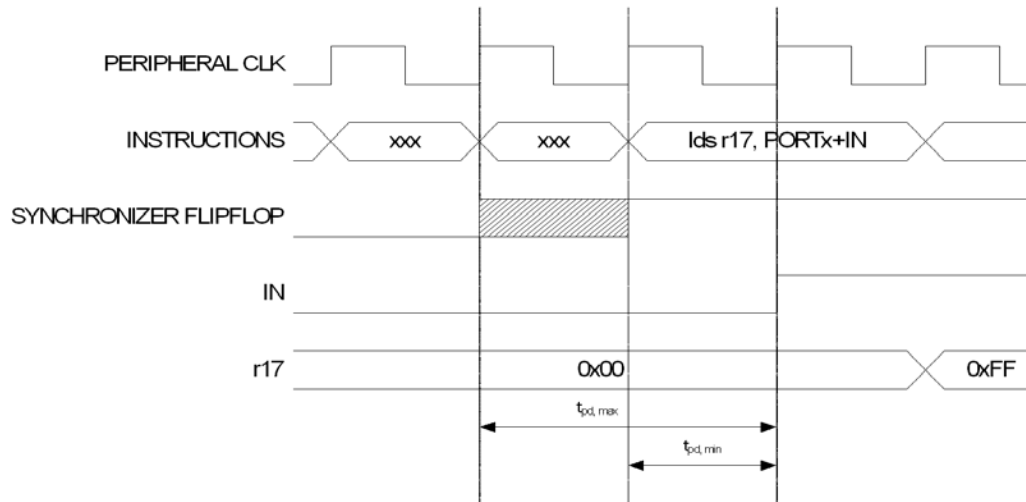 PERIPHERAL CLK
INSTRUCTIONS
xxx
xxx
lds r17, PORTx+IN
SYNCHRONIZER FLIPFLOP
IN
r17
0x00
0xFF
tpd, max
tpd, min